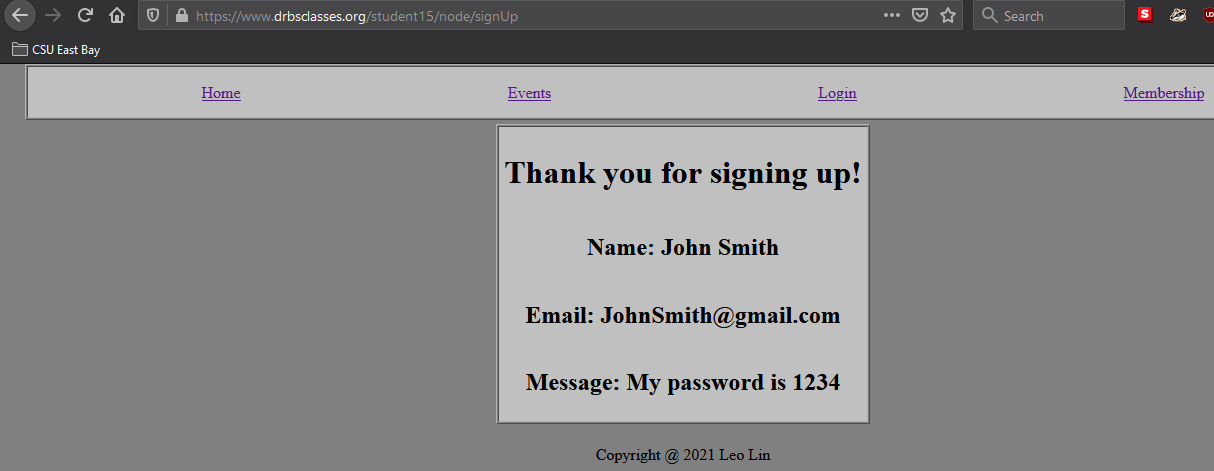 https://www.drbsclasses.org/student15/node/signUp
Search
S
CSU East Bay
Home Events Login Membership
Thank you for signing up!
Name: John Smith
Email: JohnSmith@gmail.com
Message: My password is 1234
Copyright @ 2021 Leo Lin